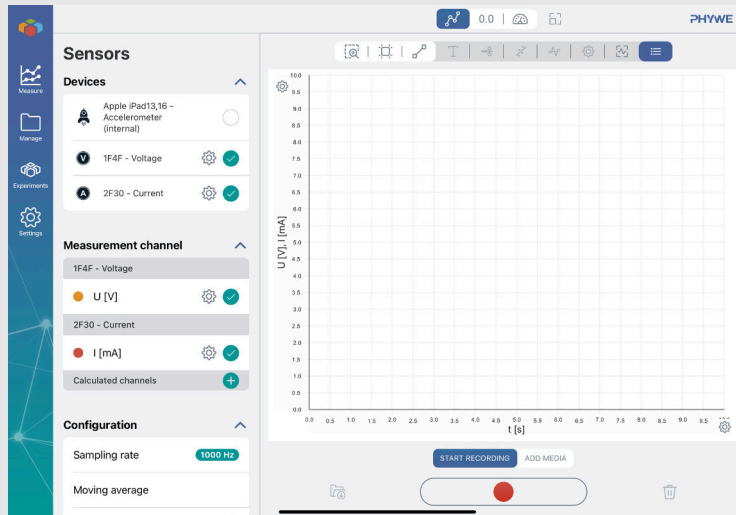 0.0
PHYWE
Sensors
Devices
Apple iPad13,16 -
Accelerometer
(internal)
V
1F4F - Voltage
A
2F30 - Current
Measurement channel
1F4F - Voltage
U [V]
2F30 - Current
I [mA]
Calculated channels
Configuration
Sampling rate
1000 Hz
Moving average
Measure
Manage
Experiments
Settings
T
U [V], I [mA]
10.0
9.5
9.0
8.5
8.0
7.5
7.0
6.5
6.0
5.5
5.0
4.5
4.0
3.5
3.0
2.5
2.0
1.5
1.0
0.5
0.0
0.0 0.5 1.0 1.5 2.0 2.5 3.0 3.5 4.0 4.5 5.0 5.5 6.0 6.5 7.0 7.5 8.0 8.5 9.0 9.5
t [s]
START RECORDING ADD MEDIA